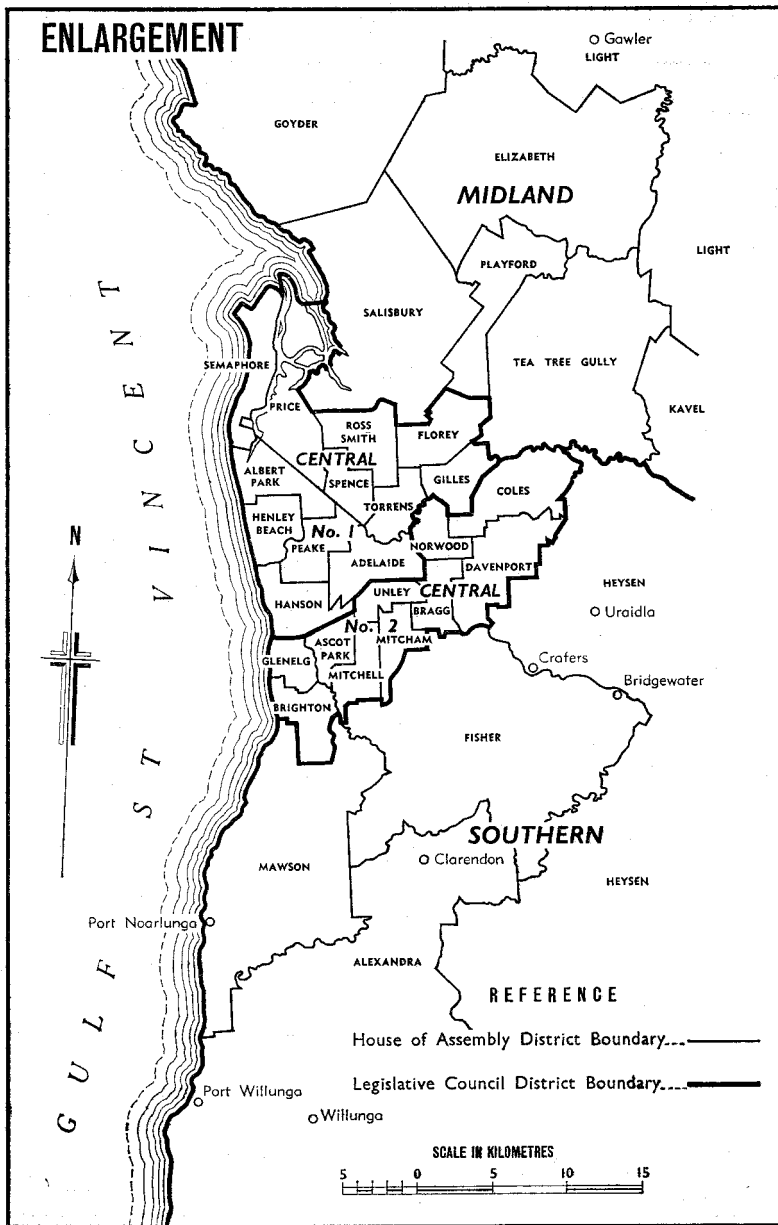 ENLARGEMENT
Gawler
LIGHT
GOYDER
ELIZABETH
MIDLAND
PLAYFORD
LIGHT
SALISBURY
TEA TREE GULLY
SEMAPHORE
KAVEL
PRICE
ROSS
SMITH
FLOREY
CENTRAL
ALBERT
PARK
SPENCE
GILLES
COLES
TORRENS
HENLEY
BEACH
No. 1
PEAKE
NORWOOD
ADELAIDE
DAVENPORT
N
HANSON
UNLEY
CENTRAL
HEYSEN
BRAGG
Uraidla
No. 2
ASCOT
PARK
MITCHAM
GLENELG
MITCHELL
Crafers
Bridgewater
BRIGHTON
FISHER
SOUTHERN
Clarendon
MAWSON
HEYSEN
Port Noarlunga
ALEXANDRA
GULF ST VINCENT
REFERENCE
House of Assembly District Boundary
Legislative Council District Boundary
Port Willunga
Willunga
SCALE IN KILOMETRES
5 0 5 10 15